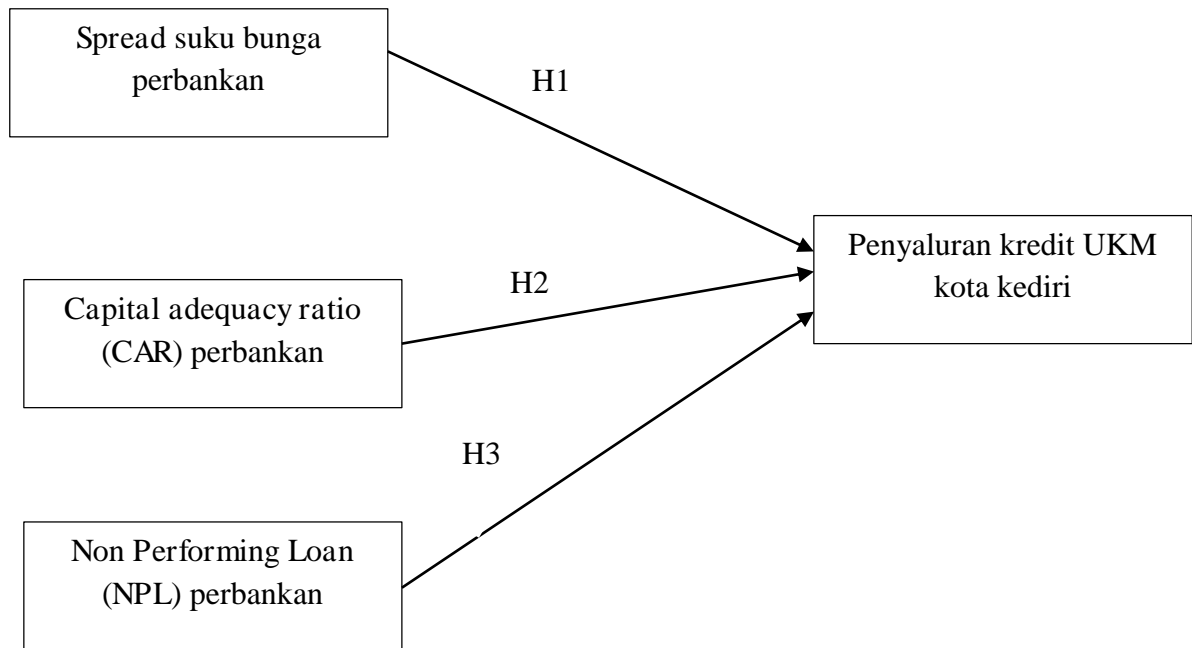 Spread suku bunga
perbankan
H1
Penyaluran kredit UKM
kota kediri
H2
Capital adequacy ratio
(CAR) perbankan
H3
Non Performing Loan
(NPL) perbankan